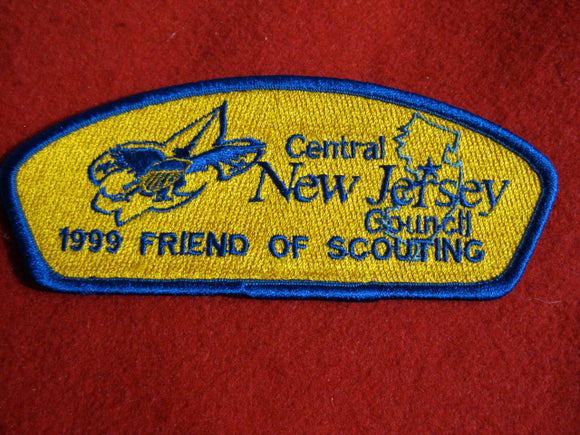 Central
New Jersey
Council
1999 FRIEND OF SCOUTING